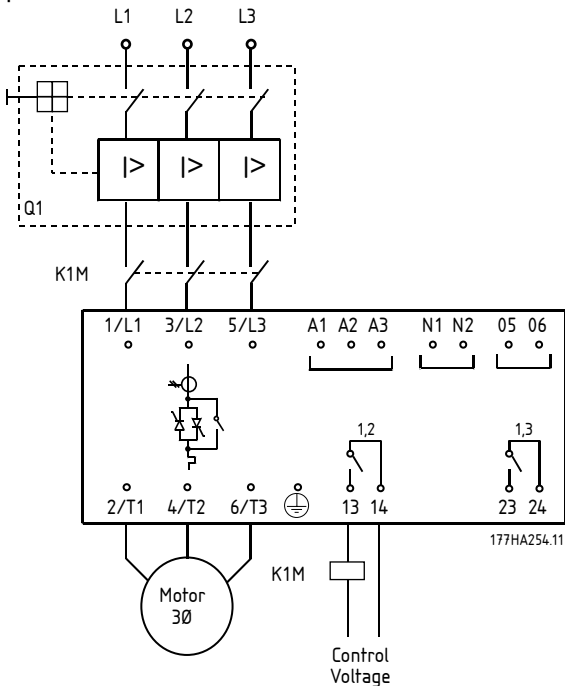 L1 L2 L3
|> |> |>
Q1
K1M
1/L1 3/L2 5/L3 A1 A2 A3 N1 N2 05 06
1,2 1,3
2/T1 4/T2 6/T3 13 14 23 24
177HA254.11
K1M
Motor
3Ø
Control
Voltage